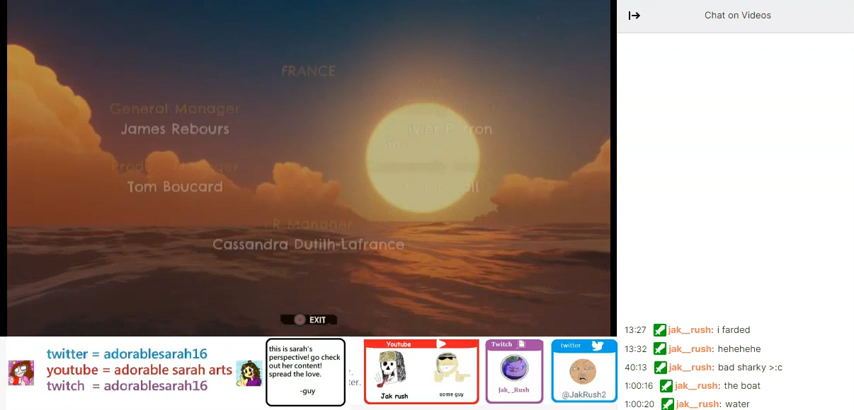 Chat on Videos
FRANCE
General Manager
James Rebours
Tom Boucard
PR Manager
Cassandra Dutilh-Lafrance
EXIT
13:27 jak__rush: i farded
13:32 jak__rush: hehehehe
40:13 jak__rush: bad sharky >:c
1:00:16 jak__rush: the boat
1:00:20 jak__rush: water
twitter = adorablesarah16
youtube = adorable sarah arts
twitch = adorablesarah16
this is sarah's
perspective! go check
out her content!
spread the love.
-guy
Youtube
Jak rush
some guy
Twitch
Jak__Rush
twitter
@JakRush2